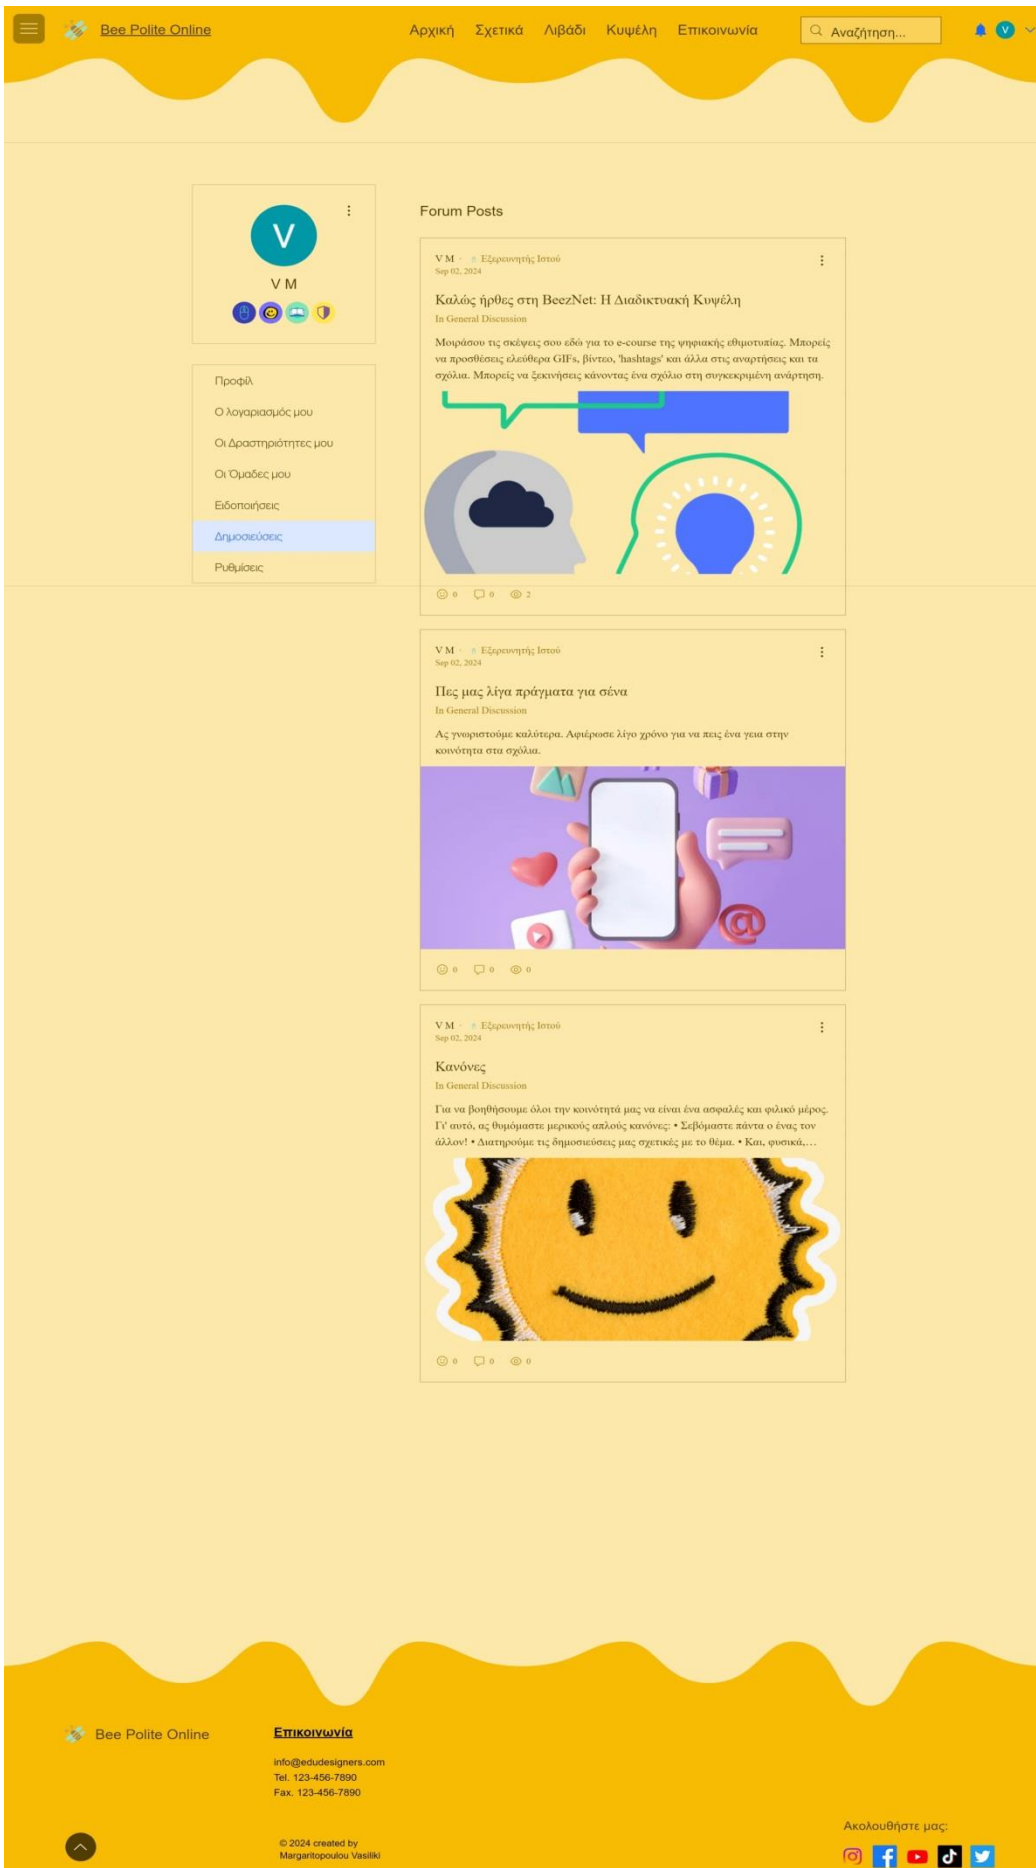 Bee Polite Online
Αρχική Σχετικά Λιβάδι Κυψέλη Επικοινωνία
Αναζήτηση...
V
V
V M
Προφίλ
Ο λογαριασμός μου
Οι Δραστηριότητες μου
Οι Όμαδες μου
Ειδοποιήσεις
Δημοσιεύσεις
Ρυθμίσεις
Forum Posts
V M · Εξερευνητής Ιστού
Sep 02, 2024
Καλώς ήρθες στη BeezNet: Η Διαδικτυακή Κυψέλη
In General Discussion
Μοιράσου τις σκέψεις σου εδώ για το e-course της ψηφιακής εθιμοτυπίας. Μπορείς
να προσθέσεις ελεύθερα GIFs, βίντεο, 'hashtags' και άλλα στις αναρτήσεις και τα
σχόλια. Μπορείς να ξεκινήσεις κάνοντας ένα σχόλιο στη συγκεκριμένη ανάρτηση.
0 0 2
V M · Εξερευνητής Ιστού
Sep 02, 2024
Πες μας λίγα πράγματα για σένα
In General Discussion
Ας γνωριστούμε καλύτερα. Αφιέρωσε λίγο χρόνο για να πεις ένα γεια στην
κοινότητα στα σχόλια.
@
0 0 0
V M · Εξερευνητής Ιστού
Sep 02, 2024
Κανόνες
In General Discussion
Για να βοηθήσουμε όλοι την κοινότητά μας να είναι ένα ασφαλές και φιλικό μέρος.
Γι' αυτό, ας θυμόμαστε μερικούς απλούς κανόνες: • Σεβόμαστε πάντα ο ένας τον
άλλον! • Διατηρούμε τις δημοσιεύσεις μας σχετικές με το θέμα. • Και, φυσικά,…
0 0 0
Bee Polite Online
Επικοινωνία
info@edudesigners.com
Tel. 123-456-7890
Fax. 123-456-7890
© 2024 created by
Margaritopoulou Vasiliki
Ακολουθήστε μας: